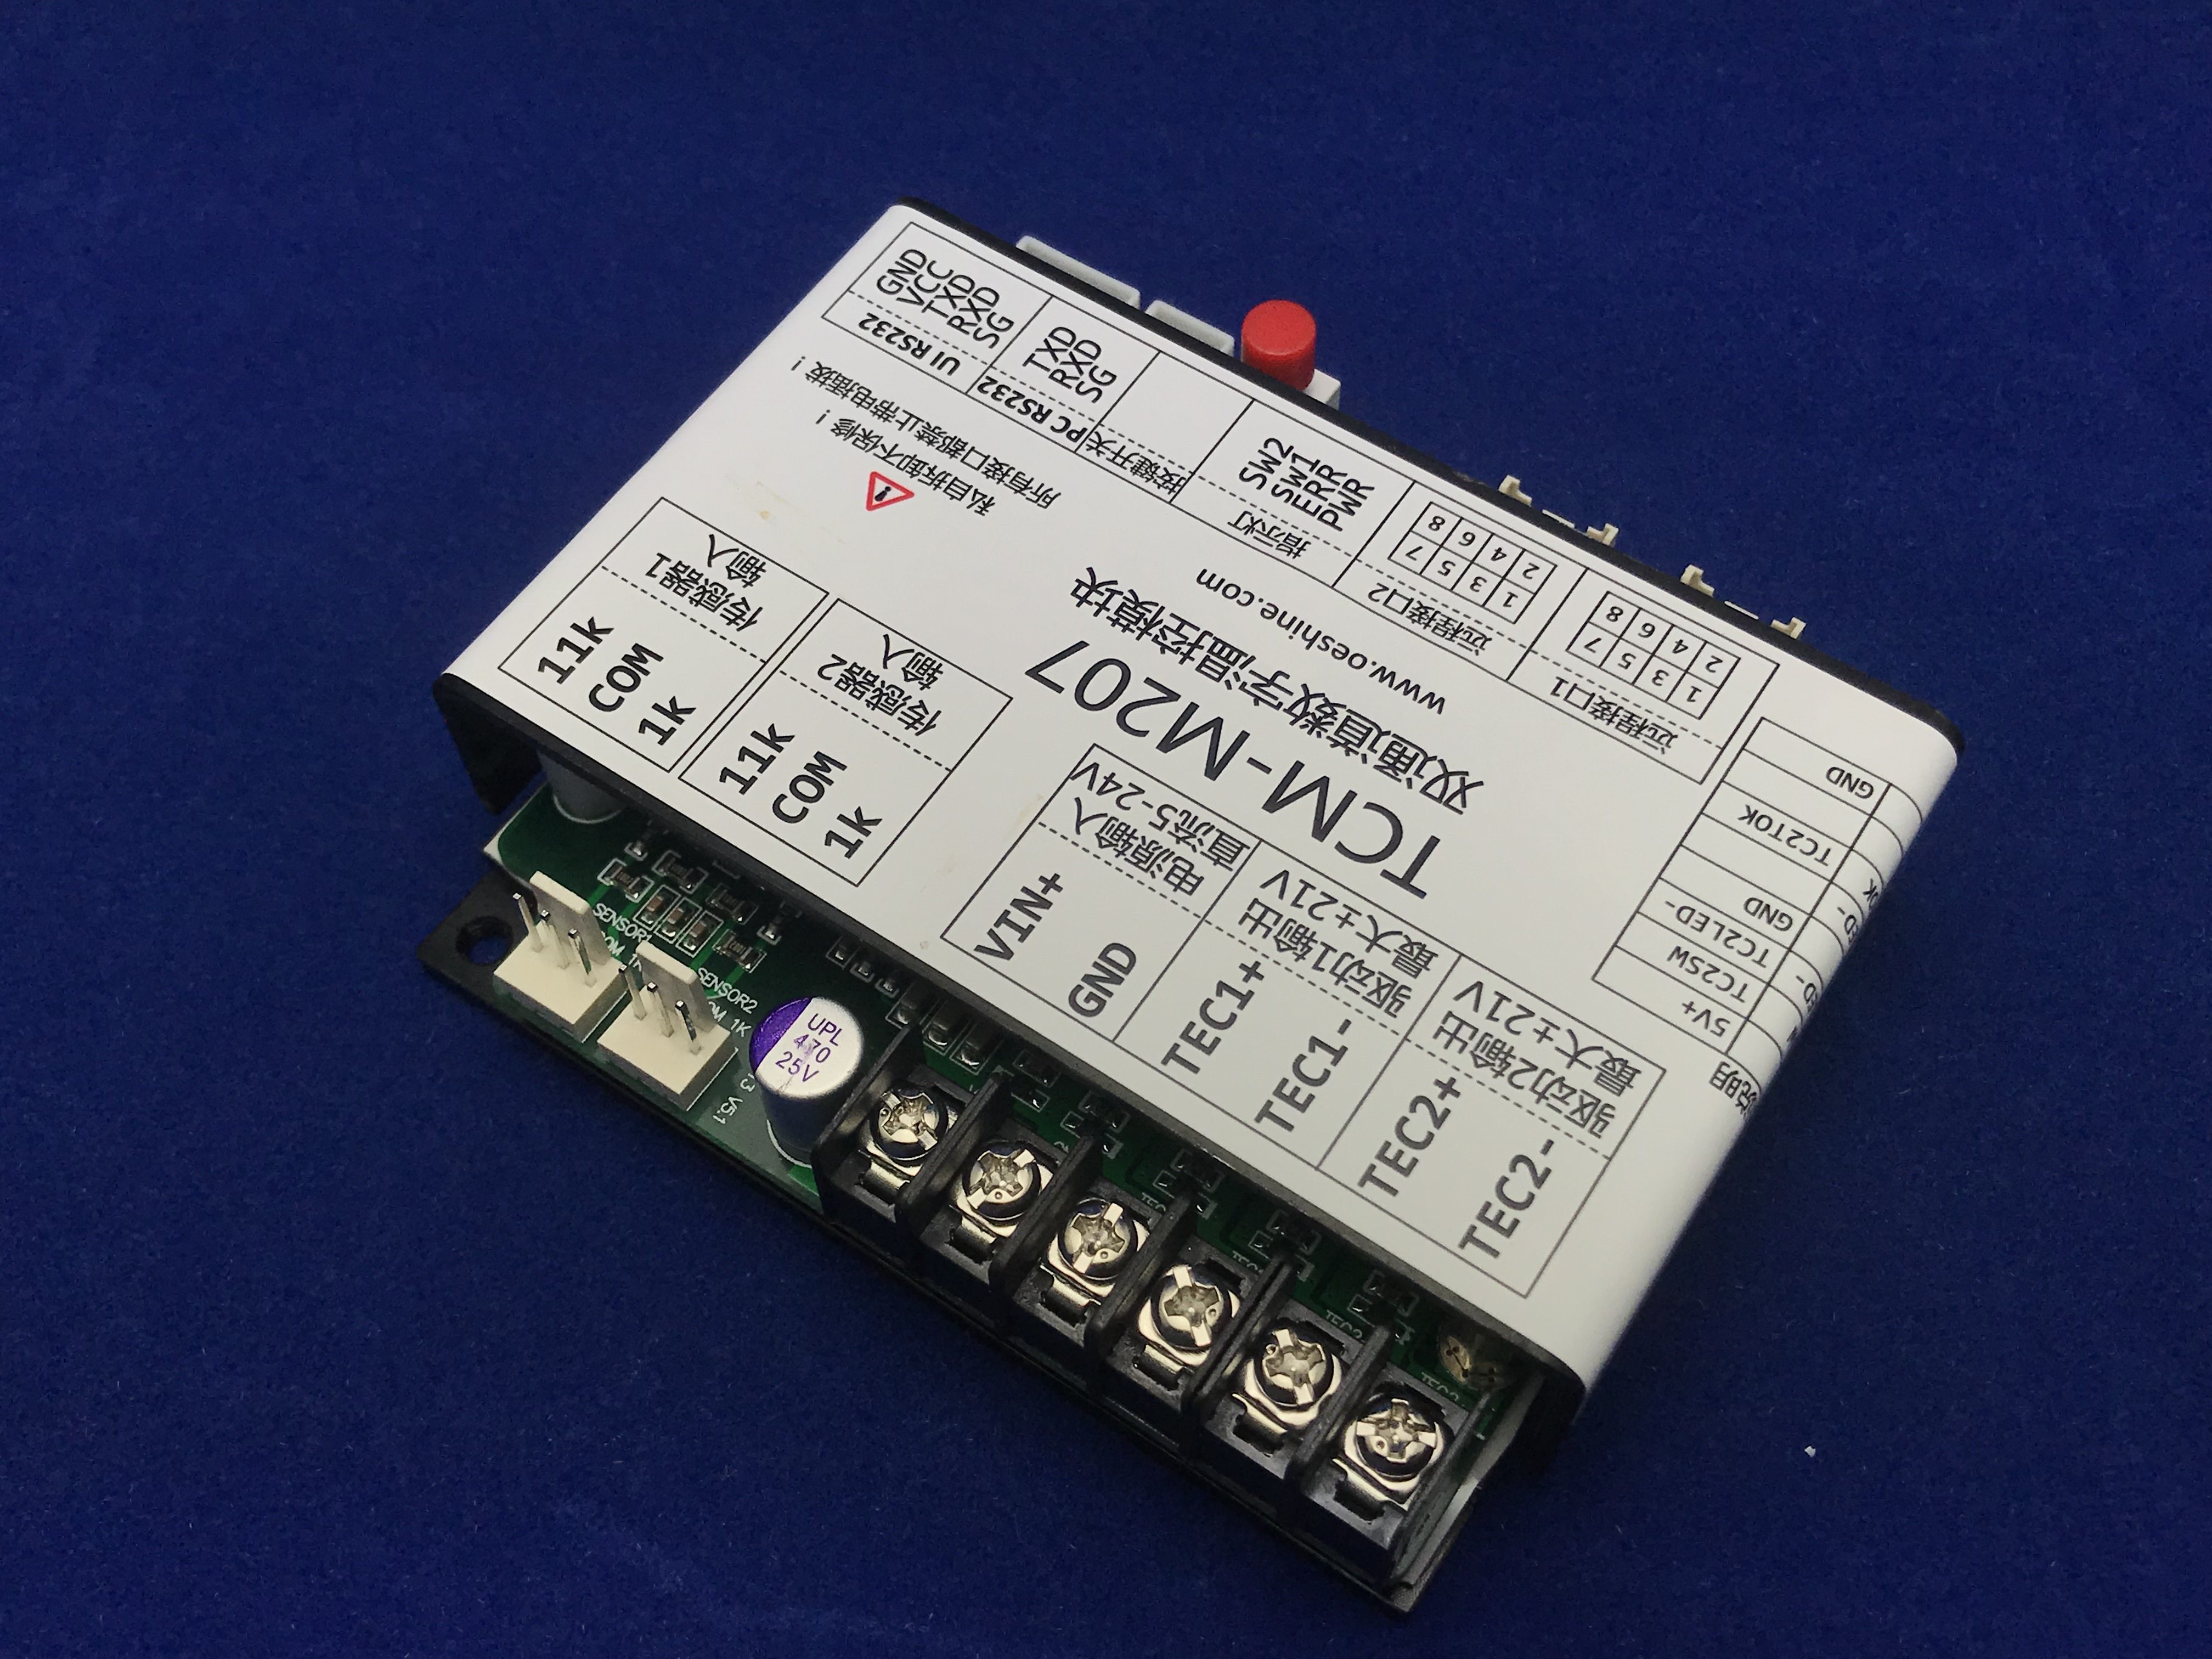 TCM-M207
双通道数字温控模块
www.oeshine.com
私自拆卸不保修！
所有接口都禁止带电插拔！
UI RS232
GND
VCC
TXD
RXD
SG
PC RS232
TXD
RXD
SG
按键开关
指示灯
SW2
SW1
ERR
PWR
远程接口2
1 3 5 7
2 4 6 8
远程接口1
1 3 5 7
2 4 6 8
传感器1
输入
11k
COM
1k
传感器2
输入
11k
COM
1k
电源输入
直流5-24V
VIN+
GND
驱动1输出
最大±21V
TEC1+
TEC1-
驱动2输出
最大±21V
TEC2+
TEC2-
GND
TC2TOK
GND
TC2LED-
TC2SW
5V+
说明
SENSOR1
SENSOR2
1K
V5.1
UPL
470
25V